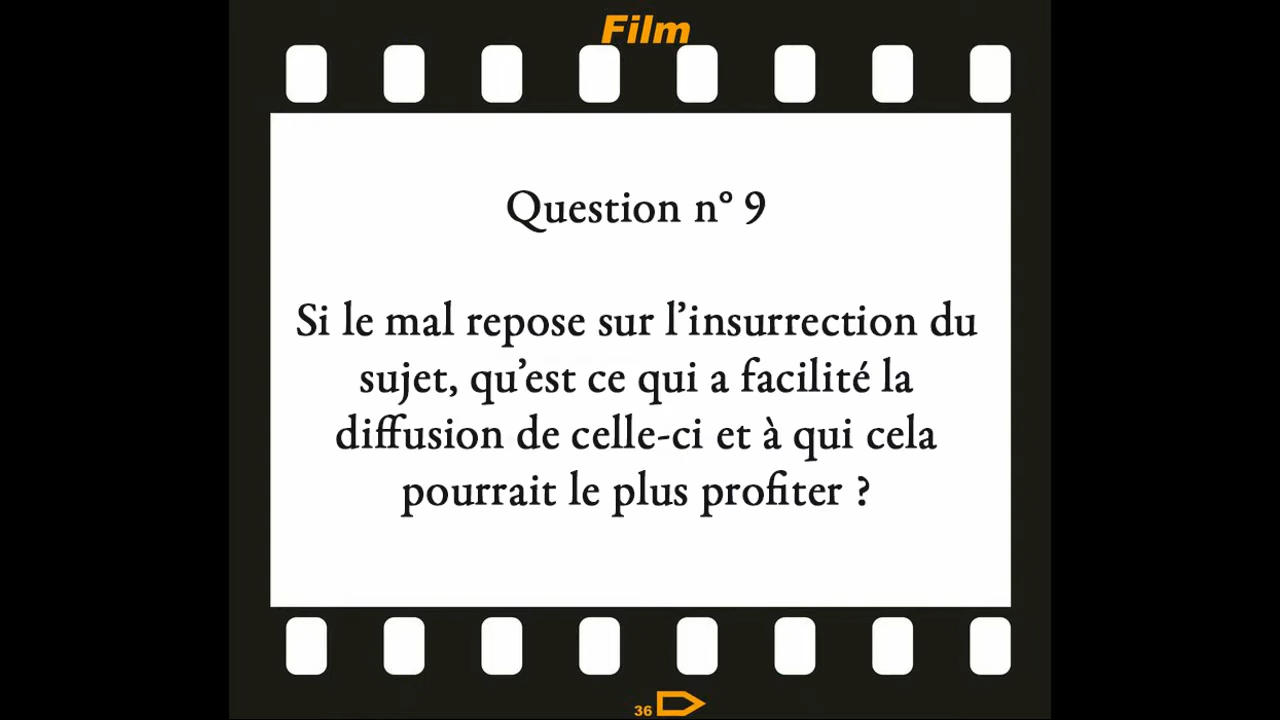 Film
Question n° 9
Si le mal repose sur l’insurrection du
sujet, qu’est ce qui a facilité la
diffusion de celle-ci et à qui cela
pourrait le plus profiter ?
36